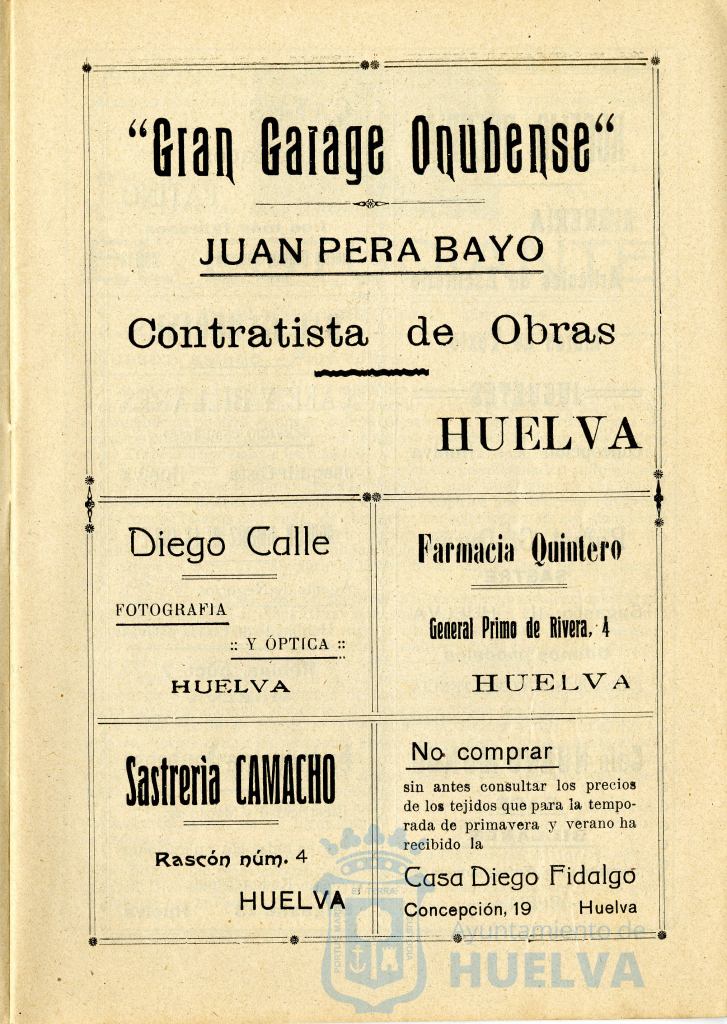 “Gran Garage Onubense“
JUAN PERA BAYO
Contratista de Obras
HUELVA
Diego Calle
FOTOGRAFIA
:: Y ÓPTICA ::
HUELVA
Farmacia Quintero
General Primo de Rivera, 4
HUELVA
Sastreria CAMACHO
Rascón núm. 4
HUELVA
No comprar
sin antes consultar los precios
de los tejidos que para la tempo-
rada de primavera y verano ha
recibido la
Casa Diego Fidalgo
Concepción, 19 Huelva
Ayuntamiento de
HUELVA